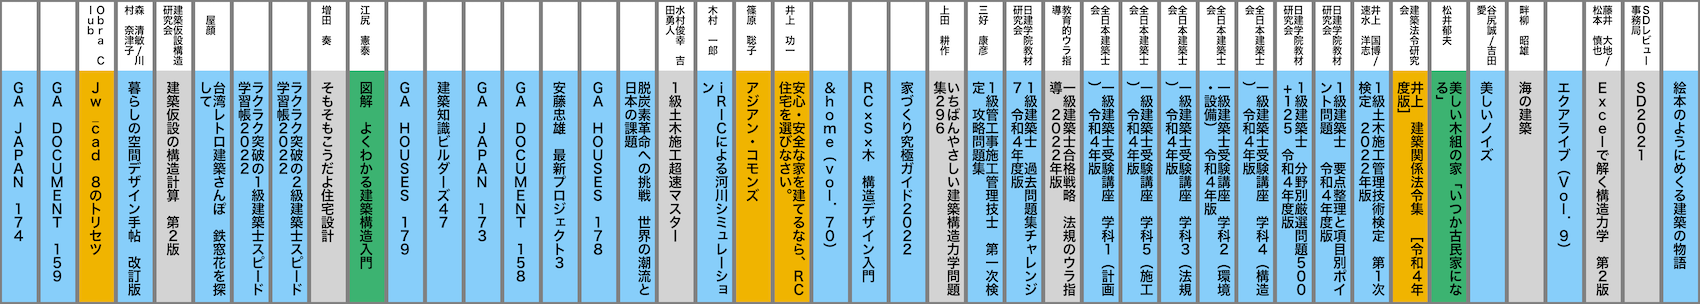 絵本のようにめくる建築の物語
SDレビュー
事務局
SD2021
藤井 大地/
松本 慎也
Excelで解く構造力学 第2版
エクアライブ(Vol.9)
畔柳 昭雄
海の建築
谷尻誠/吉田
愛
美しいノイズ
松井郁夫
美しい木組の家「いつか古民家にな
る」
建築法令研究
会
井上 建築関係法令集 [令和4年
度版]
井上 国博/
速水 洋志
1級土木施工管理技術検定 第1次
検定 2022年版
日建学院教材
研究会
1級建築士 要点整理と項目別ポイ
ント問題 令和4年度版
日建学院教材
研究会
1級建築士 分野別厳選問題500
+125 令和4年度版
全日本建築士
会
一級建築士受験講座 学科4(構造
) 令和4年版
全日本建築士
会
一級建築士受験講座 学科2(環境
・設備) 令和4年版
全日本建築士
会
一級建築士受験講座 学科3(法規
) 令和4年版
全日本建築士
会
一級建築士受験講座 学科5(施工
) 令和4年版
全日本建築士
会
一級建築士受験講座 学科1(計画
) 令和4年版
教育的ウラ指
導
一級建築士合格戦略 法規のウラ指
導 2022年版
日建学院教材
研究会
1級建築士 過去問題集チャレンジ
7 令和4年度版
三好 康彦
1級管工事施工管理技士 第一次検
定 攻略問題集
上田 耕作
いちばんやさしい建築構造力学問題
集296
家づくり究極ガイド2022
RC×S×木 構造デザイン入門
&home(vol.70)
井上 功一
安心・安全な家を建てるなら、RC
住宅を選びなさい。
篠原 聡子
アジアン・コモンズ
木村 一郎
iRICによる河川シミュレーショ
ン
水村俊幸 吉
田勇人
1級土木施工超速マスター
脱炭素革命への挑戦 世界の潮流と
日本の課題
GA HOUSES 178
安藤忠雄 最新プロジェクト3
GA DOCUMENT 158
GA JAPAN 173
建築知識ビルダーズ47
GA HOUSES 179
江尻 憲泰
図解 よくわかる建築構造入門
増田 奏
そもそもこうだよ住宅設計
ラクラク突破の2級建築士スピード
学習帳2022
ラクラク突破の1級建築士スピード
学習帳2022
屋顔
台湾レトロ建築さんぽ 鉄窓花を探
して
建築仮設構造
研究会
建築仮設の構造計算 第2版
森 清敏/川
村 奈津子
暮らしの空間デザイン手帖 改訂版
Obra C
lub
Jw_cad 8のトリセツ
GA DOCUMENT 159
GA JAPAN 174